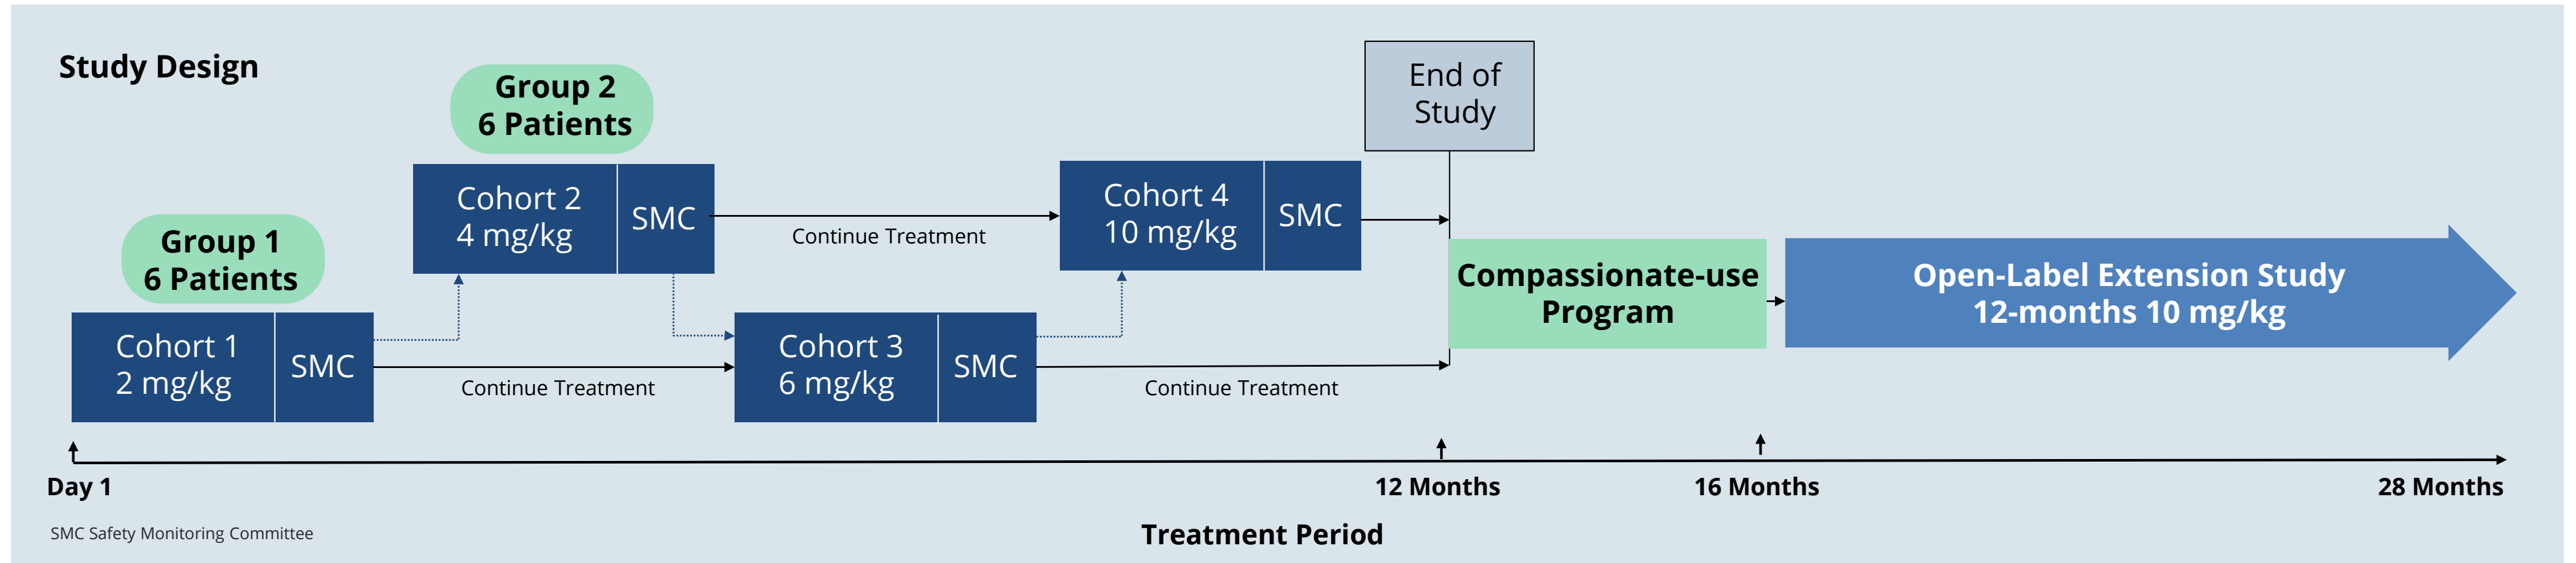 Study Design
Group 1
6 Patients
Cohort 1
2 mg/kg
SMC
Group 2
6 Patients
Cohort 2
4 mg/kg
SMC
Continue Treatment
Continue Treatment
Cohort 3
6 mg/kg
SMC
Cohort 4
10 mg/kg
SMC
Continue Treatment
End of
Study
Compassionate-use
Program
Open-Label Extension Study
12-months 10 mg/kg
Day 1
12 Months
16 Months
28 Months
SMC Safety Monitoring Committee
Treatment Period